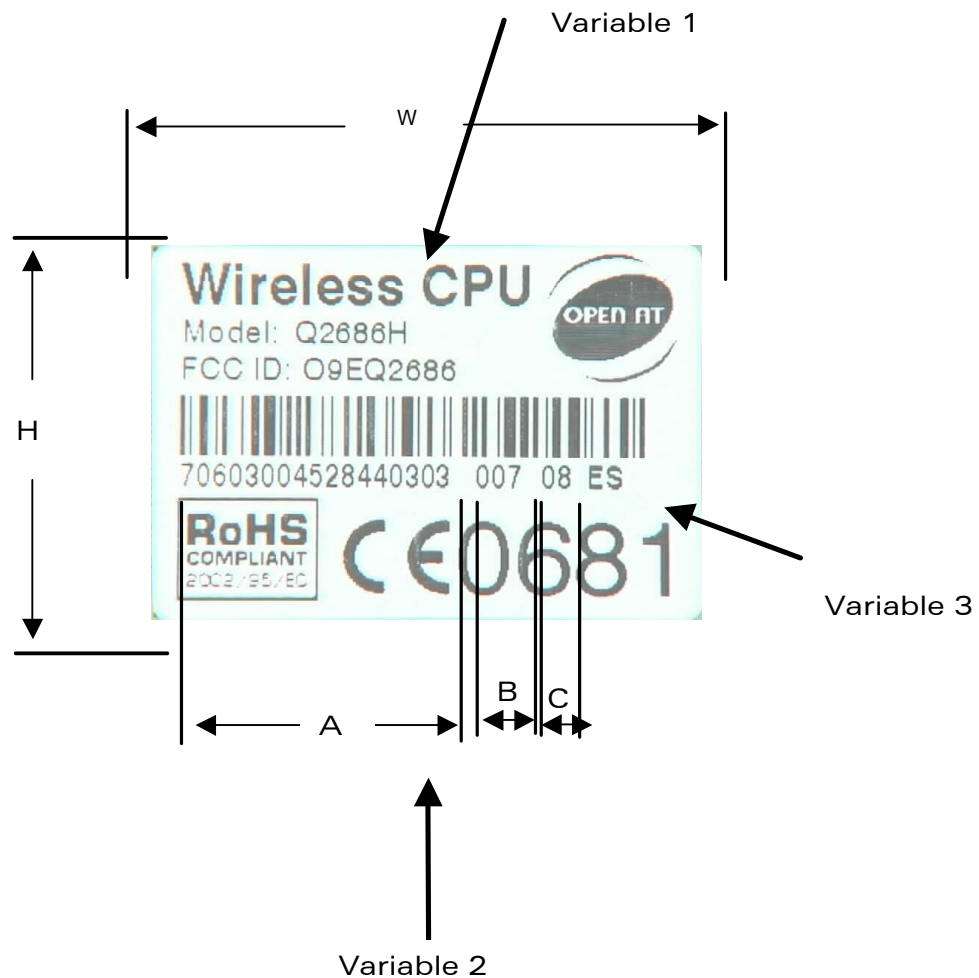 Variable 1
W
Wireless CPU
OPEN AT
Model: Q2686H
FCC ID: O9EQ2686
H
70603004528440303 007 08 ES
RoHS
COMPLIANT
2002/95/EC
CE0681
Variable 3
A
B
C
Variable 2